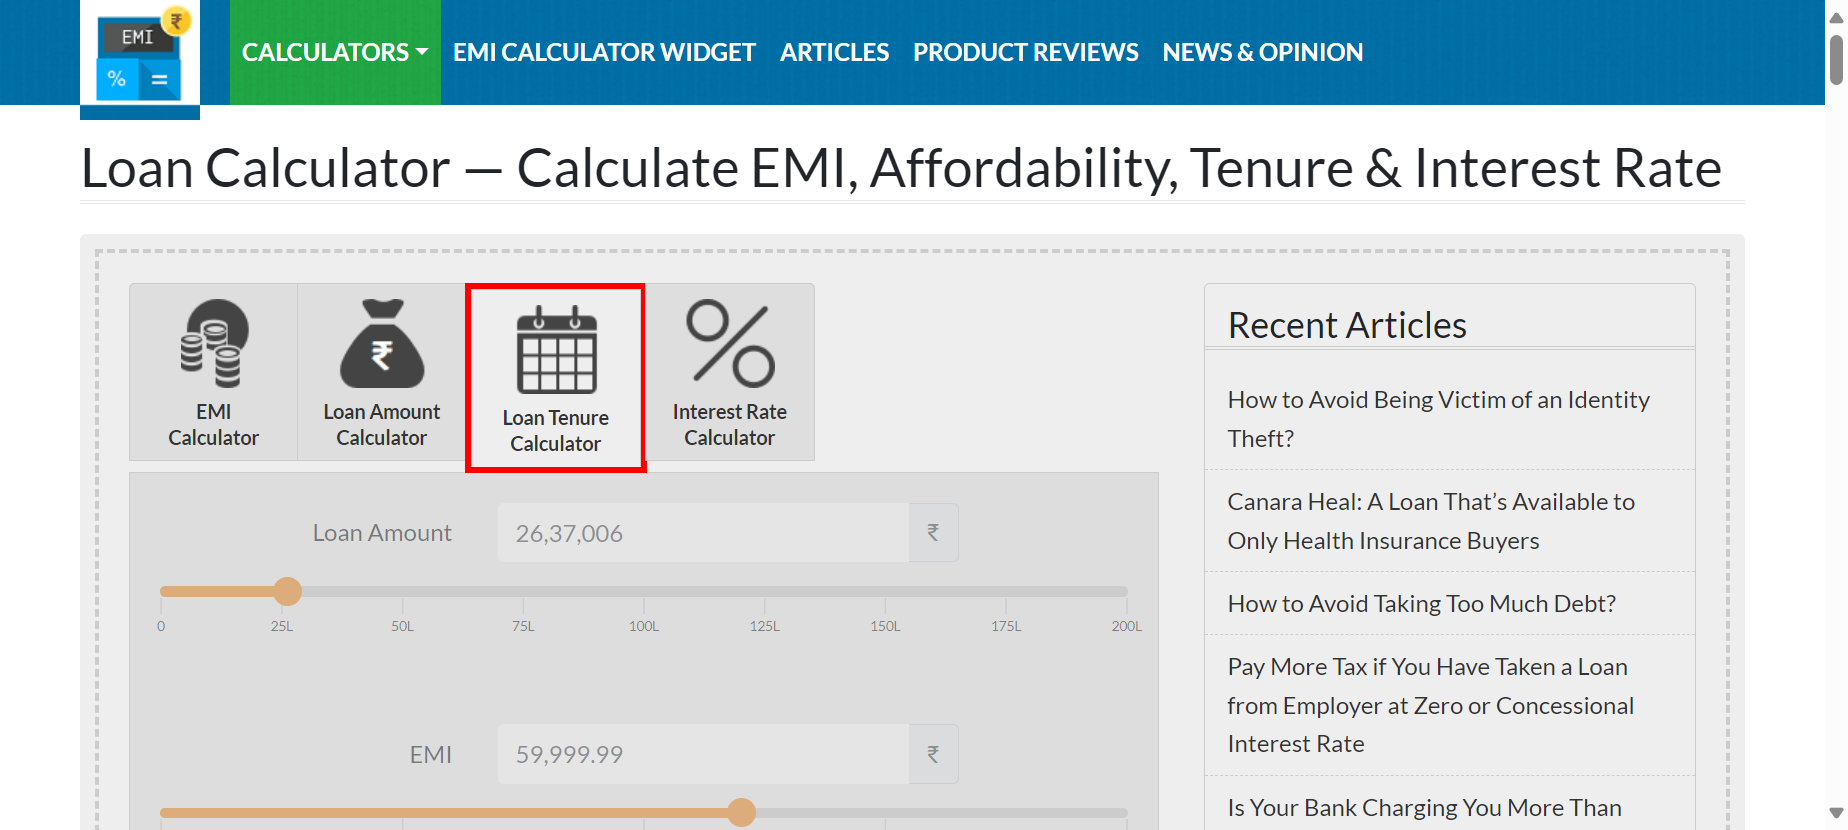 EMI
₹
%
=
CALCULATORS
EMI CALCULATOR WIDGET
ARTICLES
PRODUCT REVIEWS
NEWS & OPINION
Loan Calculator — Calculate EMI, Affordability, Tenure & Interest Rate
EMI
Calculator
₹
Loan Amount
Calculator
Loan Tenure
Calculator
Interest Rate
Calculator
Loan Amount
26,37,006
₹
0
25L
50L
75L
100L
125L
150L
175L
200L
EMI
59,999.99
₹
Recent Articles
How to Avoid Being Victim of an Identity
Theft?
Canara Heal: A Loan That’s Available to
Only Health Insurance Buyers
How to Avoid Taking Too Much Debt?
Pay More Tax if You Have Taken a Loan
from Employer at Zero or Concessional
Interest Rate
Is Your Bank Charging You More Than